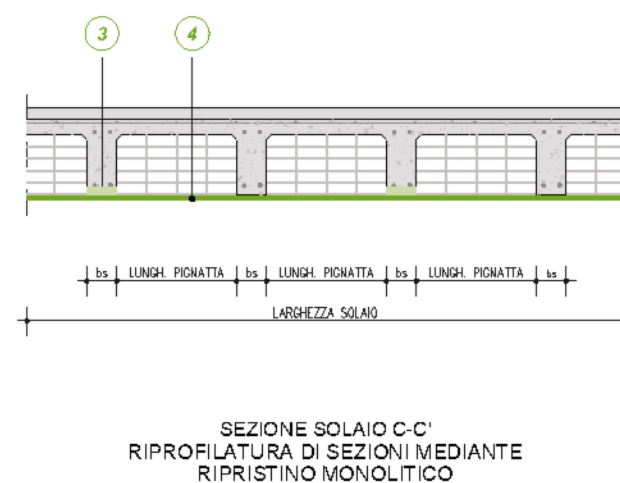 3 4
bs LUNGH. PIGNATTA bs LUNGH. PIGNATTA bs LUNGH. PIGNATTA bs
LARGHEZZA SOLAIO
SEZIONE SOLAIO C-C'
RIPROFILATURA DI SEZIONI MEDIANTE
RIPRISTINO MONOLITICO